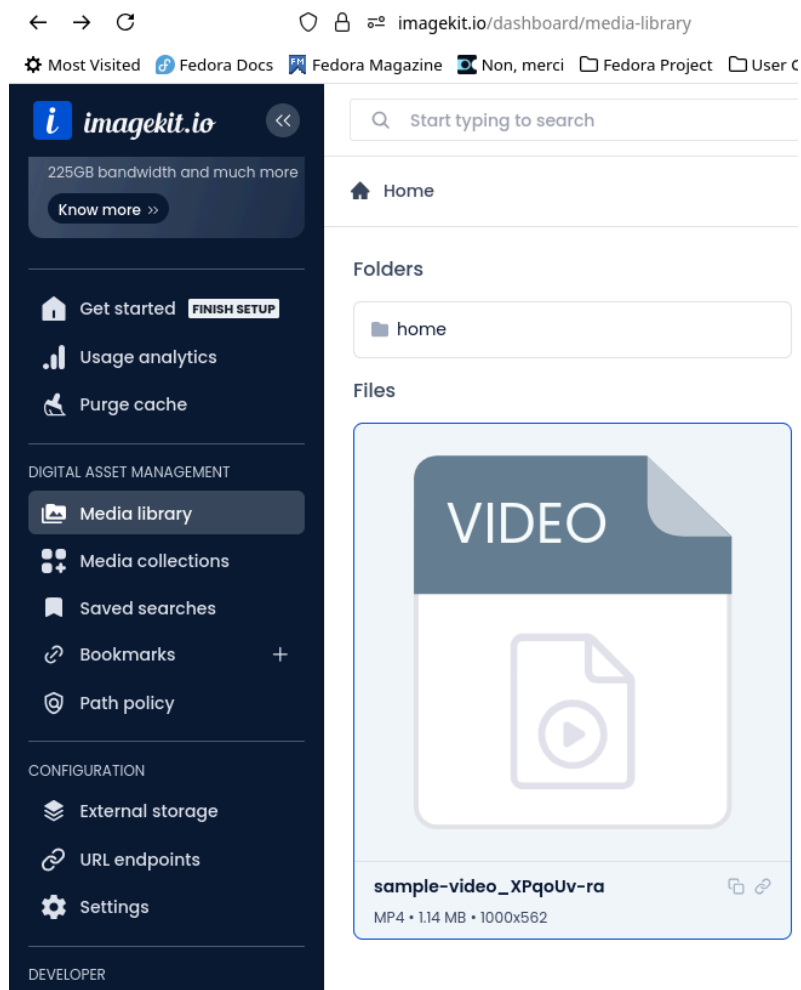 imagekit.io/dashboard/media-library
Most Visited Fedora Docs Fedora Magazine Non, merci Fedora Project User C
i imagekit.io
Start typing to search
225GB bandwidth and much more
Know more »
Home
Get started FINISH SETUP
Usage analytics
Purge cache
DIGITAL ASSET MANAGEMENT
Media library
Media collections
Saved searches
Bookmarks
Path policy
CONFIGURATION
External storage
URL endpoints
Settings
DEVELOPER
Folders
home
Files
VIDEO
sample-video_XPqoUv-ra
MP4 • 1.14 MB • 1000x562